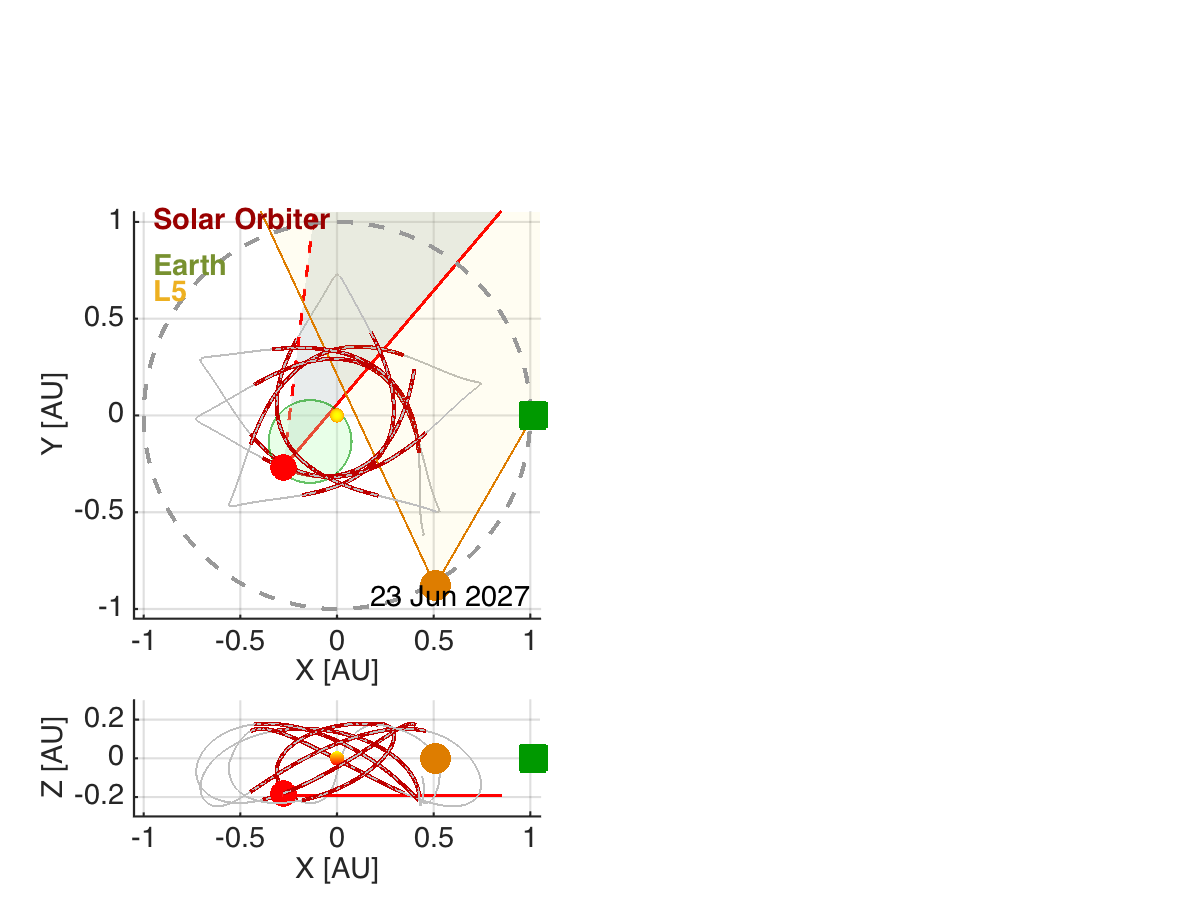 Solar Orbiter
Earth
L5
1
0.5
0
-0.5
-1
Y [AU]
23 Jun 2027
-1 -0.5 0 0.5 1
X [AU]
0.2
0
-0.2
Z [AU]
-1 -0.5 0 0.5 1
X [AU]